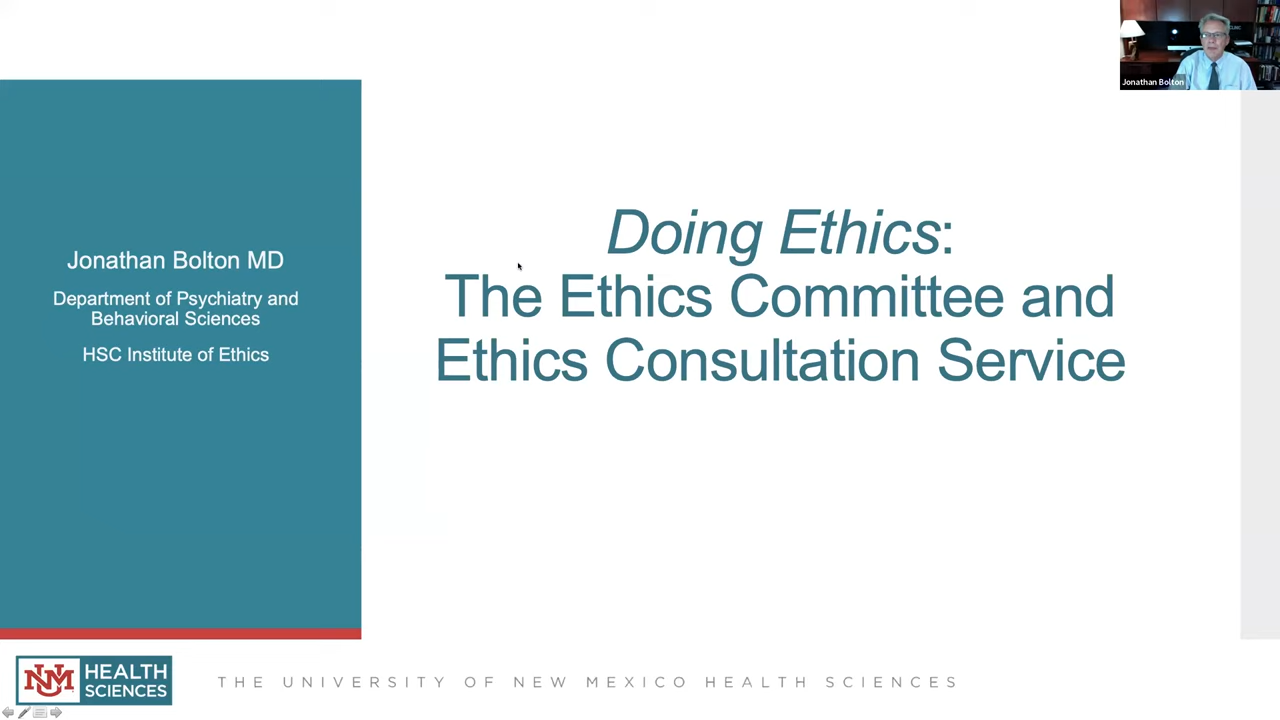 Jonathan Bolton
Jonathan Bolton MD
Department of Psychiatry and
Behavioral Sciences
HSC Institute of Ethics
Doing Ethics:
The Ethics Committee and
Ethics Consultation Service
UNM HEALTH
SCIENCES
THE UNIVERSITY OF NEW MEXICO HEALTH SCIENCES